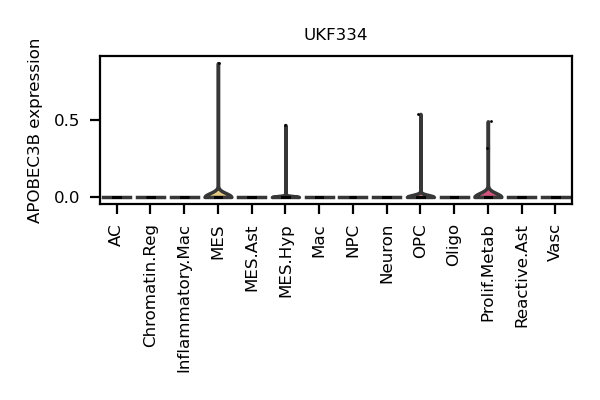 UKF334
APOBEC3B expression
0.5
0.0
AC
Chromatin.Reg
Inflammatory.Mac
MES
MES.Ast
MES.Hyp
Mac
NPC
Neuron
OPC
Oligo
Prolif.Metab
Reactive.Ast
Vasc